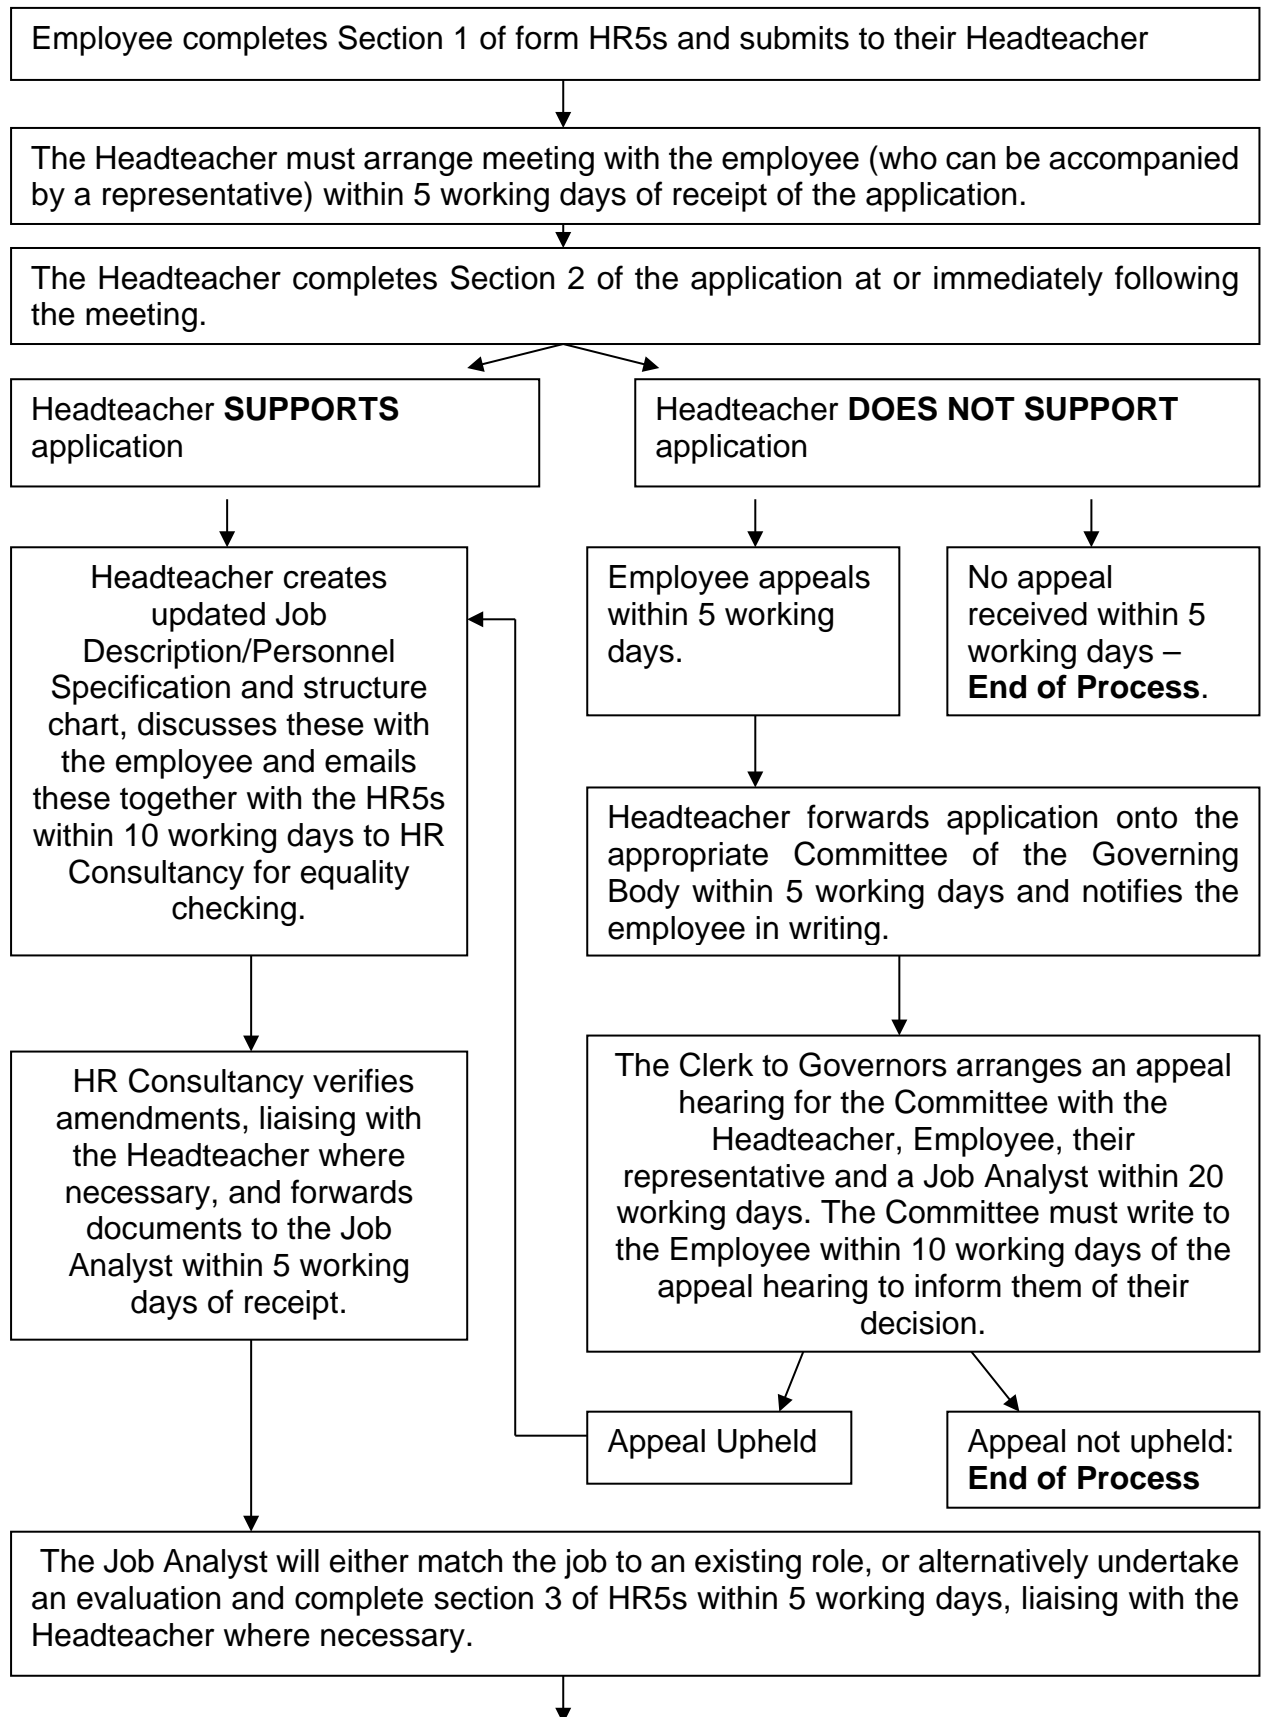 Employee completes Section 1 of form HR5s and submits to their Headteacher
The Headteacher must arrange meeting with the employee (who can be accompanied
by a representative) within 5 working days of receipt of the application.
The Headteacher completes Section 2 of the application at or immediately following
the meeting.
Headteacher SUPPORTS
application
Headteacher DOES NOT SUPPORT
application
Headteacher creates
updated Job
Description/Personnel
Specification and structure
chart, discusses these with
the employee and emails
these together with the HR5s
within 10 working days to HR
Consultancy for equality
checking.
Employee appeals
within 5 working
days.
No appeal
received within 5
working days –
End of Process.
Headteacher forwards application onto the
appropriate Committee of the Governing
Body within 5 working days and notifies the
employee in writing.
HR Consultancy verifies
amendments, liaising with
the Headteacher where
necessary, and forwards
documents to the Job
Analyst within 5 working
days of receipt.
The Clerk to Governors arranges an appeal
hearing for the Committee with the
Headteacher, Employee, their
representative and a Job Analyst within 20
working days. The Committee must write to
the Employee within 10 working days of the
appeal hearing to inform them of their
decision.
Appeal Upheld
Appeal not upheld:
End of Process
The Job Analyst will either match the job to an existing role, or alternatively undertake
an evaluation and complete section 3 of HR5s within 5 working days, liaising with the
Headteacher where necessary.